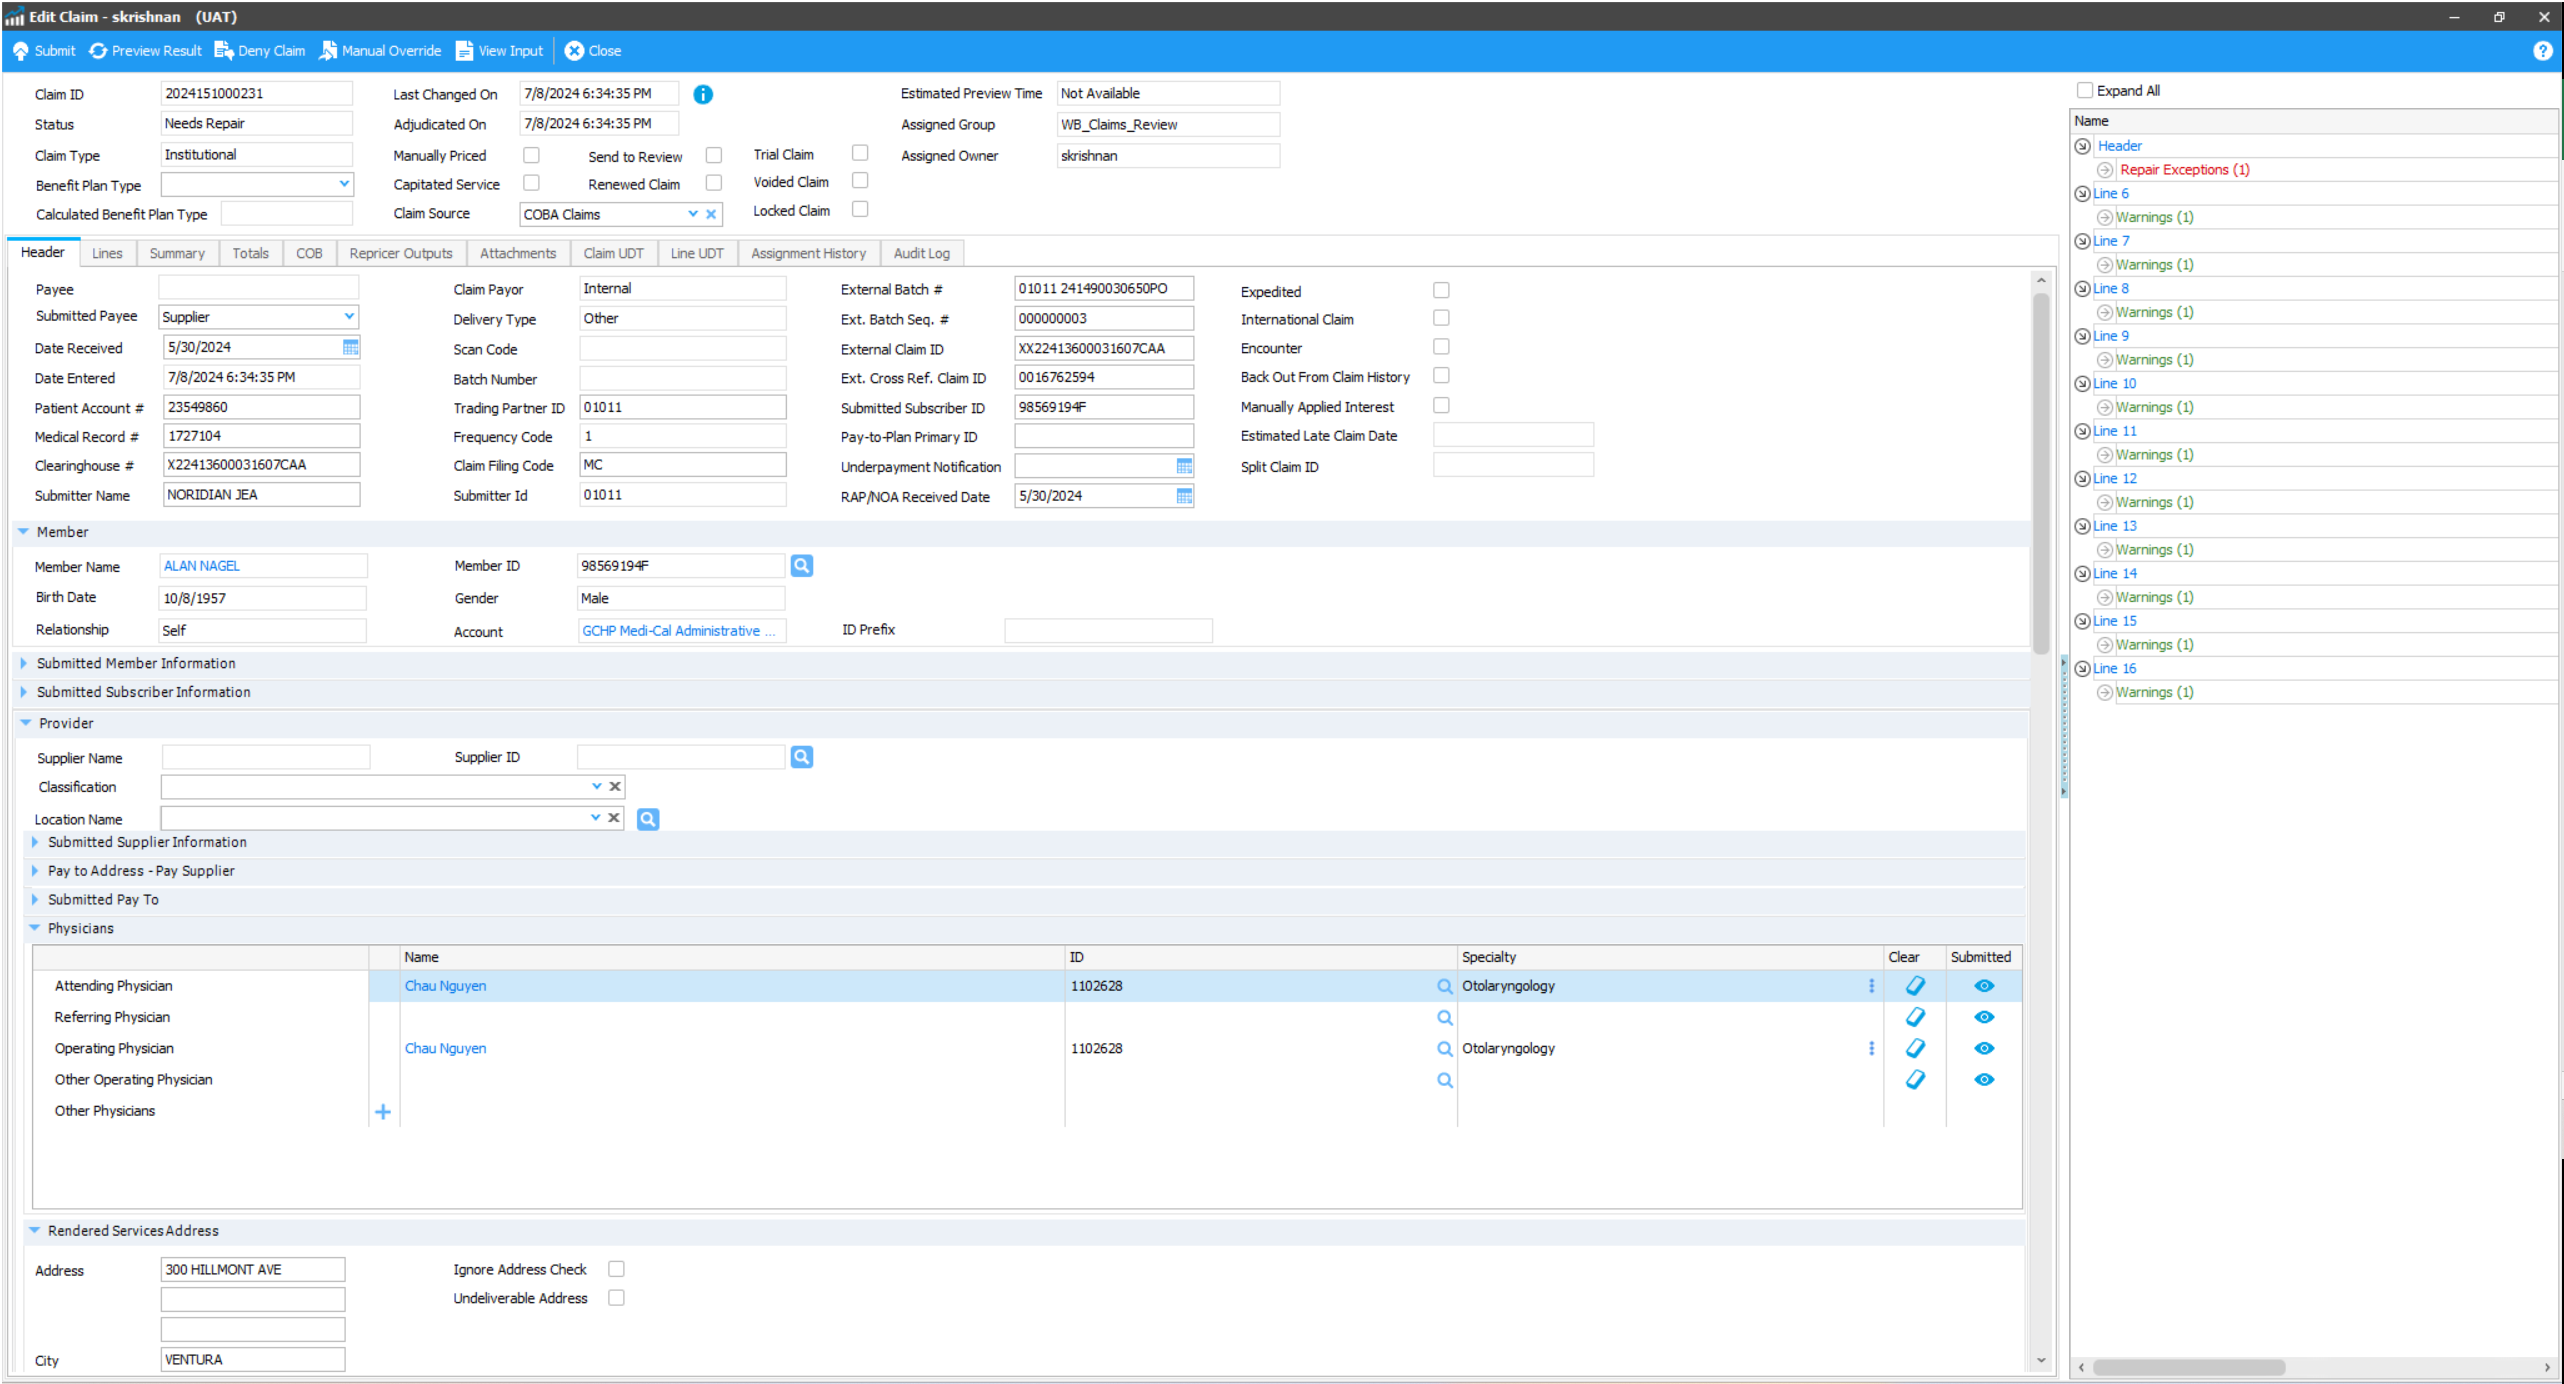 Edit Claim - skrishnan (UAT)
Submit Preview Result Deny Claim Manual Override View Input Close
Claim ID 2024151000231 Last Changed On 7/8/2024 6:34:35 PM Estimated Preview Time Not Available
Status Needs Repair Adjudicated On 7/8/2024 6:34:35 PM Assigned Group WB_Claims_Review
Claim Type Institutional Manually Priced Send to Review Trial Claim Assigned Owner skrishnan
Benefit Plan Type Capitated Service Renewed Claim Voided Claim
Calculated Benefit Plan Type Claim Source COBA Claims Locked Claim
Header Lines Summary Totals COB Repricer Outputs Attachments Claim UDT Line UDT Assignment History Audit Log
Payee Claim Payor Internal External Batch # 01011 241490030650PO Expedited
Submitted Payee Supplier Delivery Type Other Ext. Batch Seq. # 000000003 International Claim
Date Received 5/30/2024 Scan Code External Claim ID XX22413600031607CAA Encounter
Date Entered 7/8/2024 6:34:35 PM Batch Number Ext. Cross Ref. Claim ID 0016762594 Back Out From Claim History
Patient Account # 23549860 Trading Partner ID 01011 Submitted Subscriber ID 98569194F Manually Applied Interest
Medical Record # 1727104 Frequency Code 1 Pay-to-Plan Primary ID Estimated Late Claim Date
Clearinghouse # X22413600031607CAA Claim Filing Code MC Underpayment Notification Split Claim ID
Submitter Name NORIDIAN JEA Submitter Id 01011 RAP/NOA Received Date 5/30/2024
Member
Member Name ALAN NAGEL Member ID 98569194F
Birth Date 10/8/1957 Gender Male
Relationship Self Account GCHP Medi-Cal Administrative ... ID Prefix
Submitted Member Information
Submitted Subscriber Information
Provider
Supplier Name Supplier ID
Classification
Location Name
Submitted Supplier Information
Pay to Address - Pay Supplier
Submitted Pay To
Physicians
Name ID Specialty Clear Submitted
Attending Physician Chau Nguyen 1102628 Otolaryngology
Referring Physician
Operating Physician Chau Nguyen 1102628 Otolaryngology
Other Operating Physician
Other Physicians
Rendered Services Address
Address 300 HILLMONT AVE Ignore Address Check
Undeliverable Address
City VENTURA
Expand All
Name
Header
Repair Exceptions (1)
Line 6
Warnings (1)
Line 7
Warnings (1)
Line 8
Warnings (1)
Line 9
Warnings (1)
Line 10
Warnings (1)
Line 11
Warnings (1)
Line 12
Warnings (1)
Line 13
Warnings (1)
Line 14
Warnings (1)
Line 15
Warnings (1)
Line 16
Warnings (1)